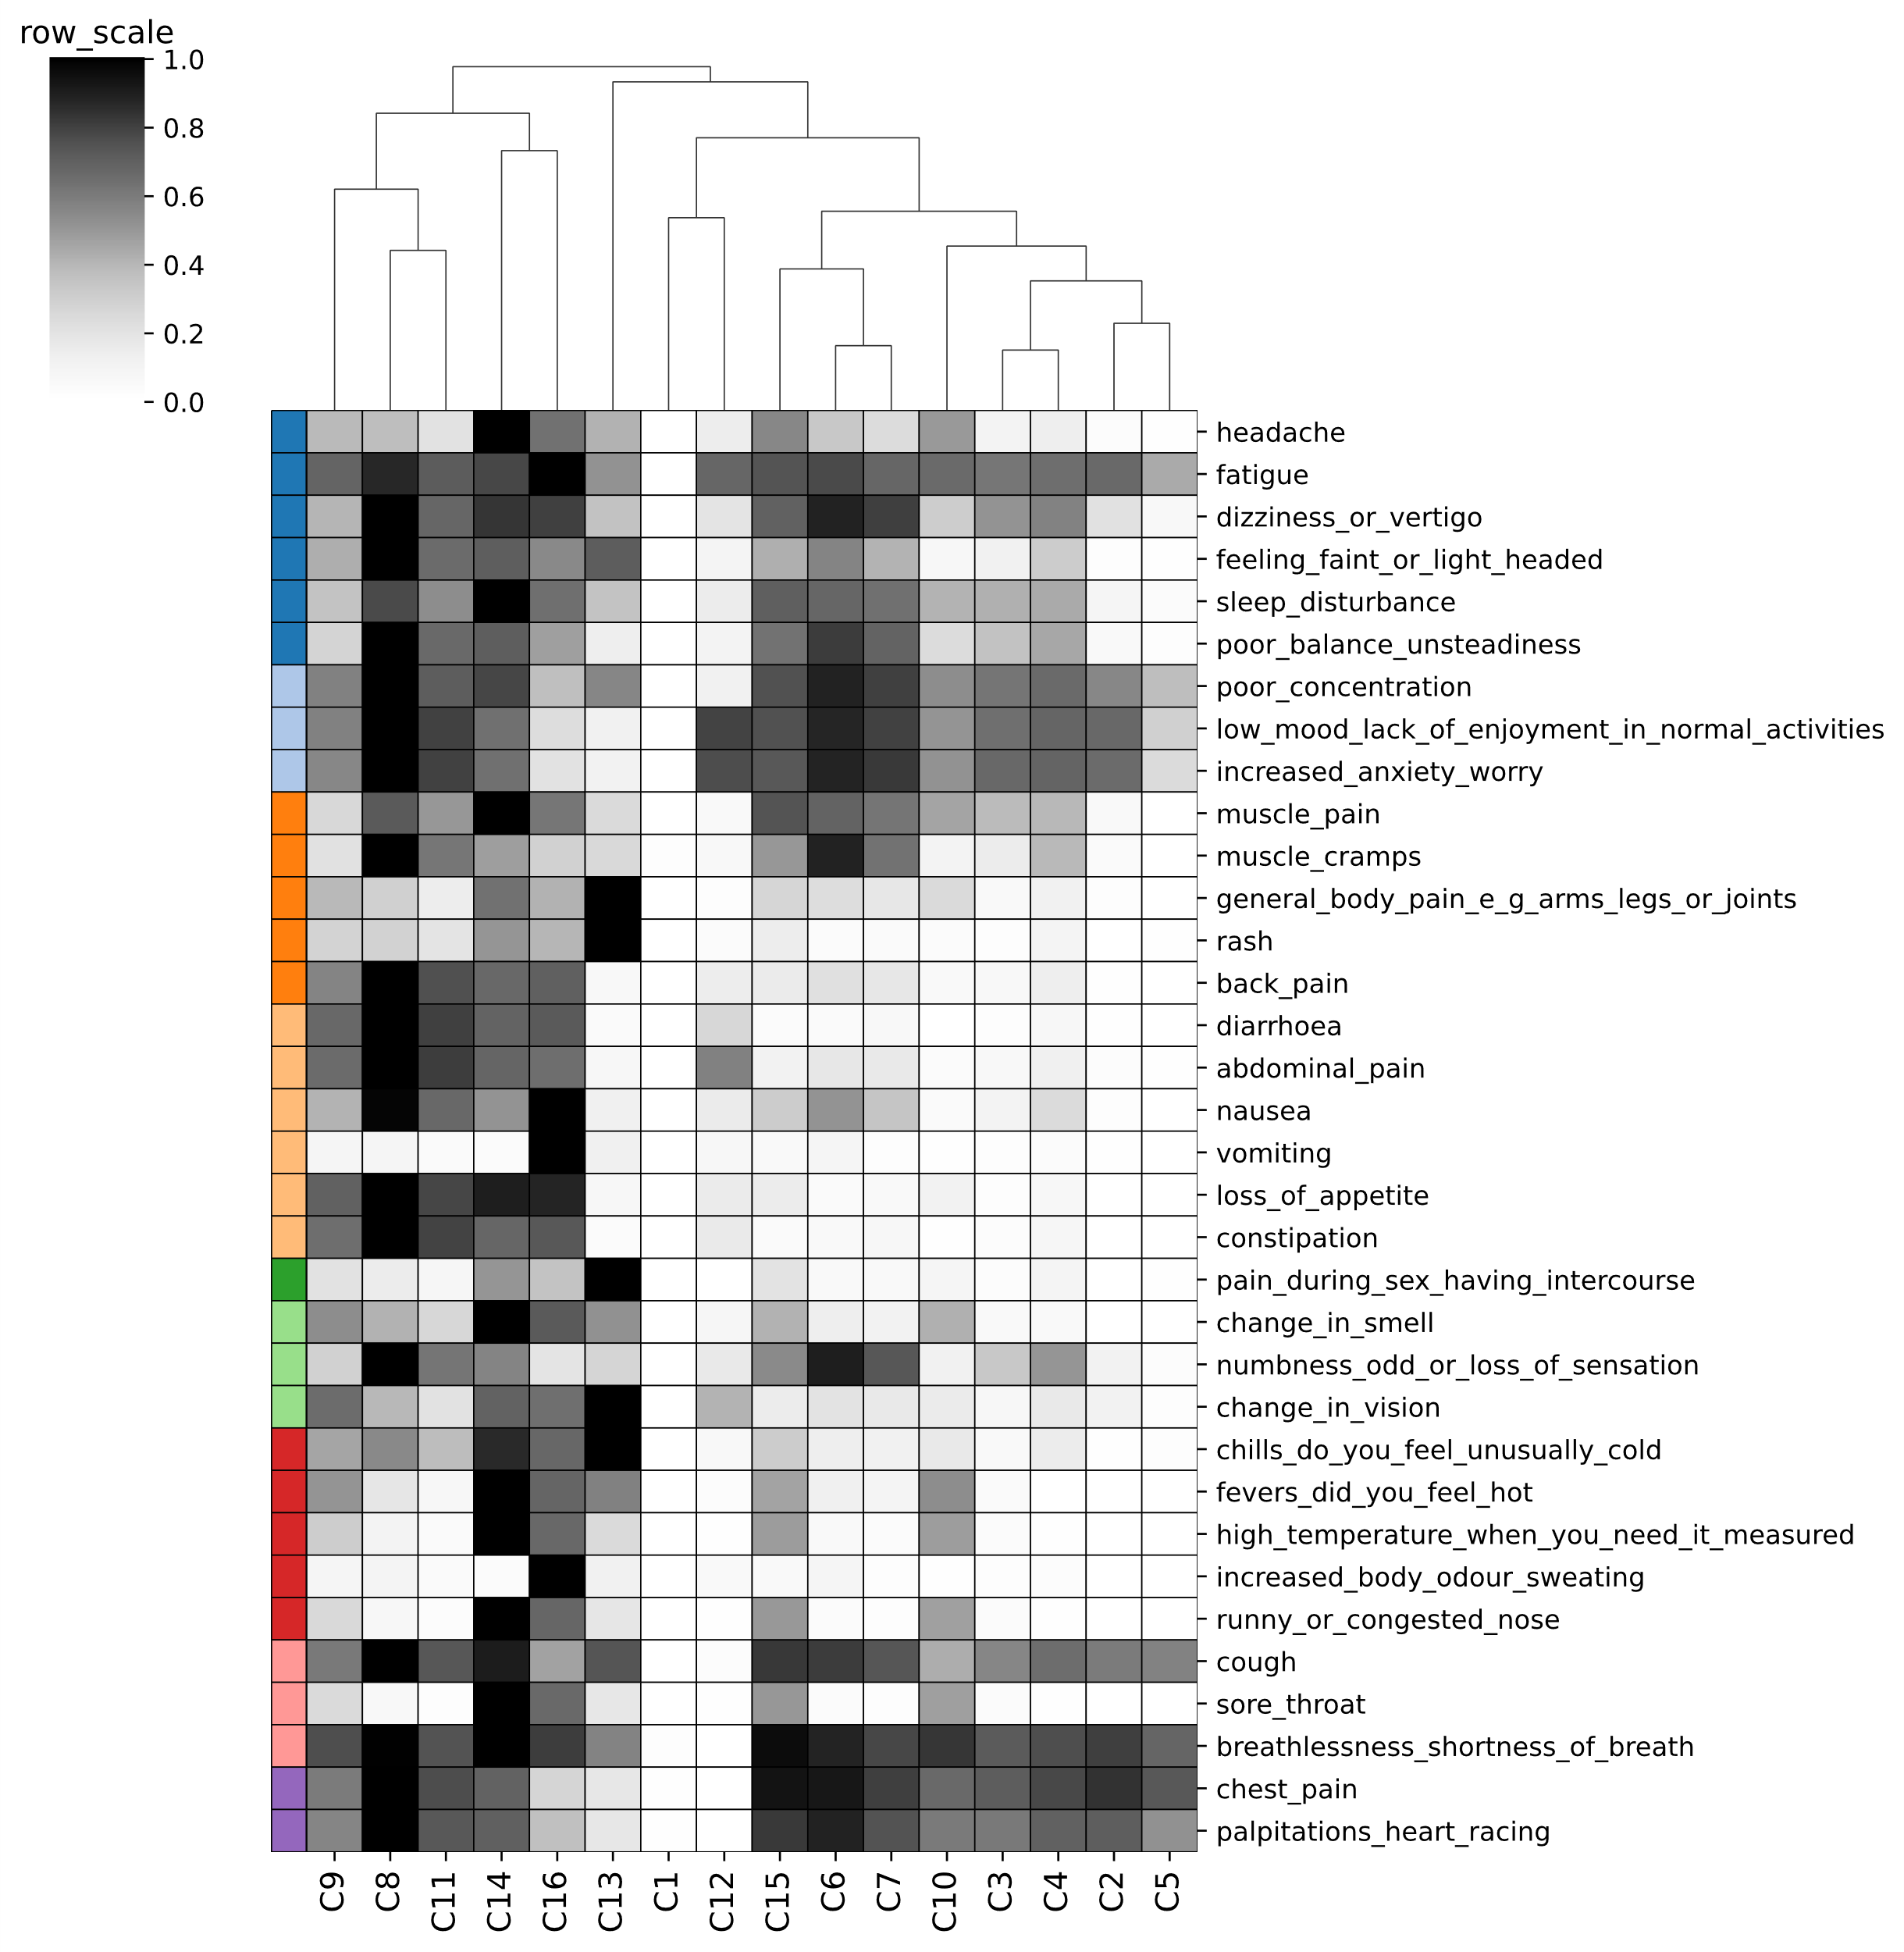 row_scale
1.0
0.8
0.6
0.4
0.2
0.0
headache
fatigue
dizziness_or_vertigo
feeling_faint_or_light_headed
sleep_disturbance
poor_balance_unsteadiness
poor_concentration
low_mood_lack_of_enjoyment_in_normal_activities
increased_anxiety_worry
muscle_pain
muscle_cramps
general_body_pain_e_g_arms_legs_or_joints
rash
back_pain
diarrhoea
abdominal_pain
nausea
vomiting
loss_of_appetite
constipation
pain_during_sex_having_intercourse
change_in_smell
numbness_odd_or_loss_of_sensation
change_in_vision
chills_do_you_feel_unusually_cold
fevers_did_you_feel_hot
high_temperature_when_you_need_it_measured
increased_body_odour_sweating
runny_or_congested_nose
cough
sore_throat
breathlessness_shortness_of_breath
chest_pain
palpitations_heart_racing
C9 C8 C11 C14 C16 C13 C1 C12 C15 C6 C7 C10 C3 C4 C2 C5